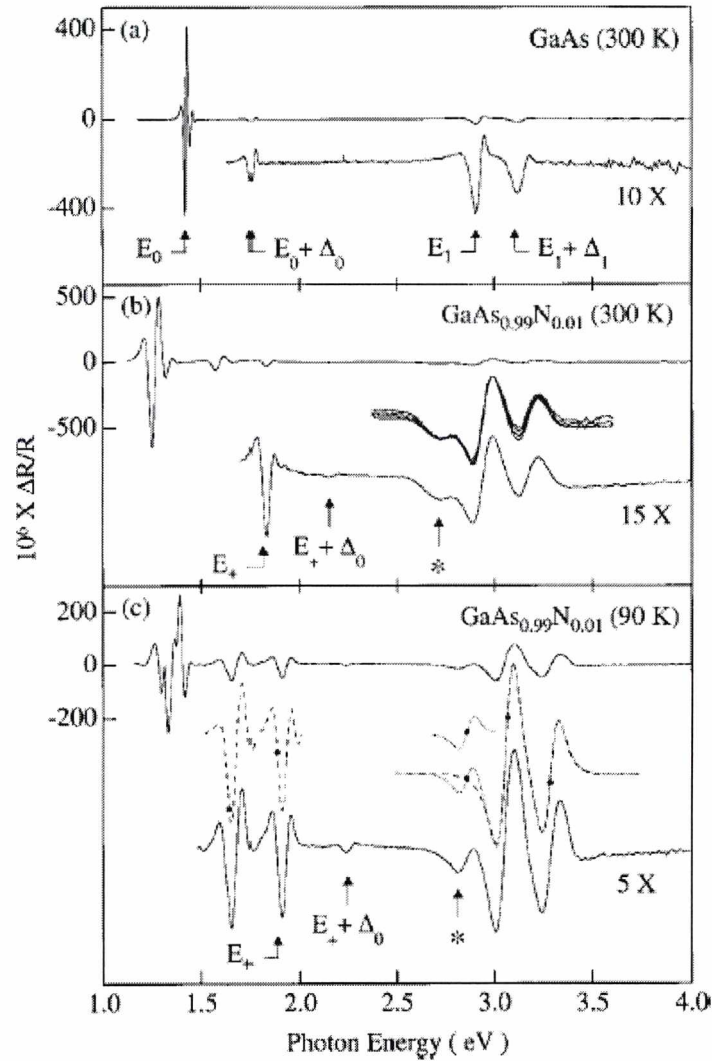 400
(a)
GaAs (300 K)
0
10 X
-400
E₀
E₀ + Δ₀
E₁
E₁ + Δ₁
500
(b)
GaAs₀.₉₉N₀.₀₁ (300 K)
0
-500
15 X
E₊
E₊ + Δ₀
*
10⁶ X ΔR/R
(c)
GaAs₀.₉₉N₀.₀₁ (90 K)
200
0
-200
5 X
E₊
E₊ + Δ₀
*
1.0 1.5 2.0 2.5 3.0 3.5 4.0
Photon Energy ( eV )